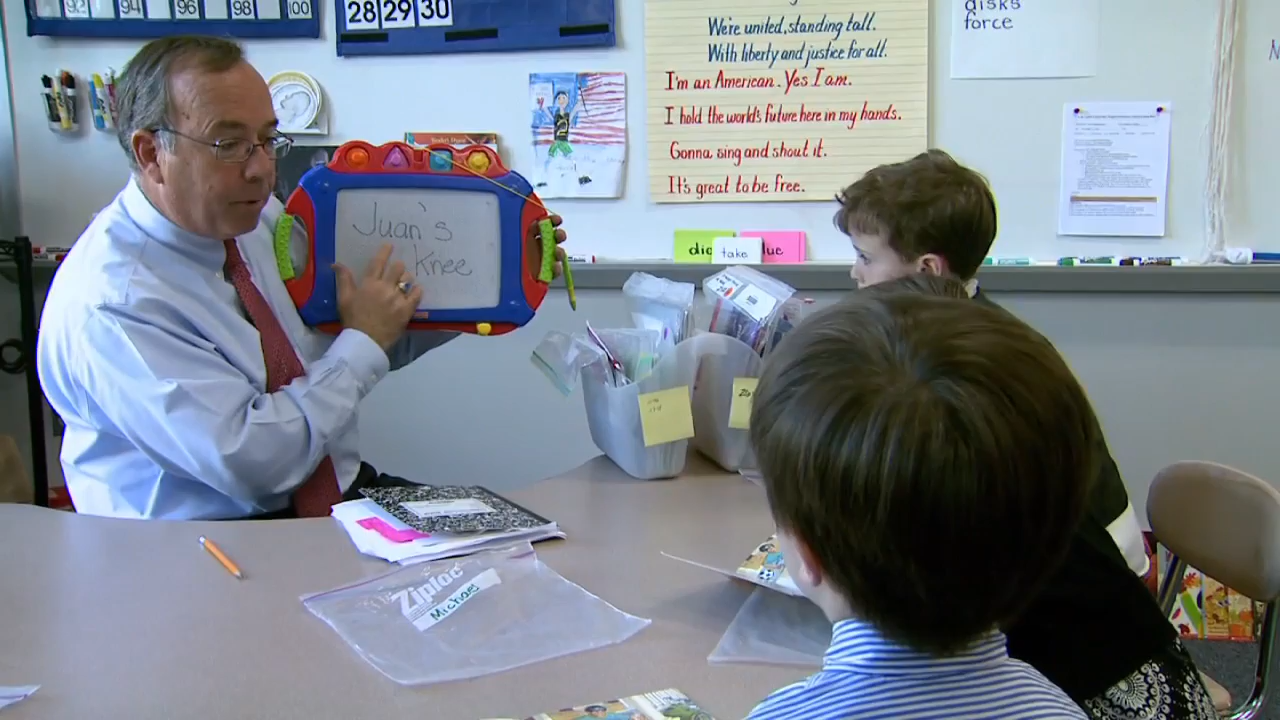 92 94 96 98 100
28 29 30
We're united, standing tall.
With liberty and justice for all.
I'm an American. Yes I am.
I hold the world's future here in my hands.
Gonna sing and shout it.
It's great to be free.
disks
force
take
Juan's
Knee
Ziploc
Michael